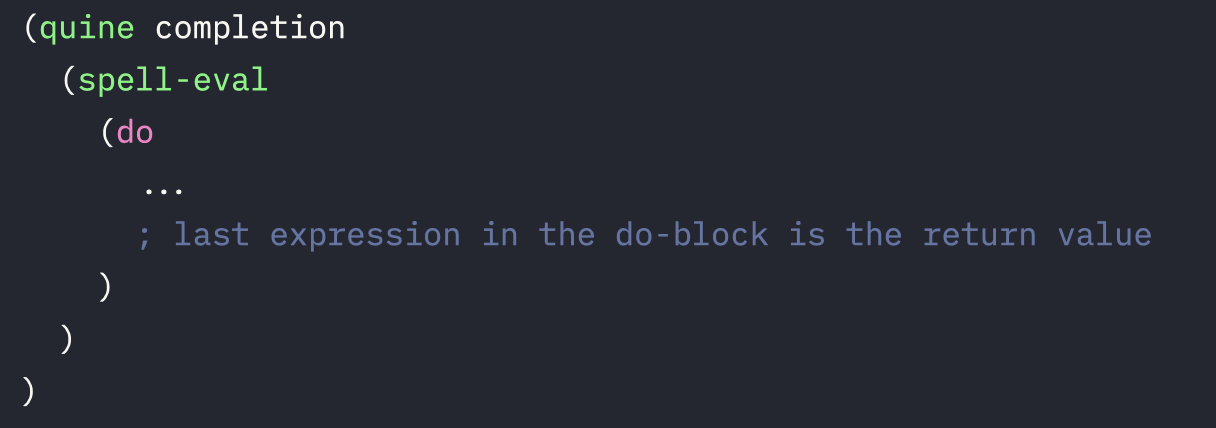 (quine completion
  (spell-eval
    (do
      ...
      ; last expression in the do-block is the return value
    )
  )
)